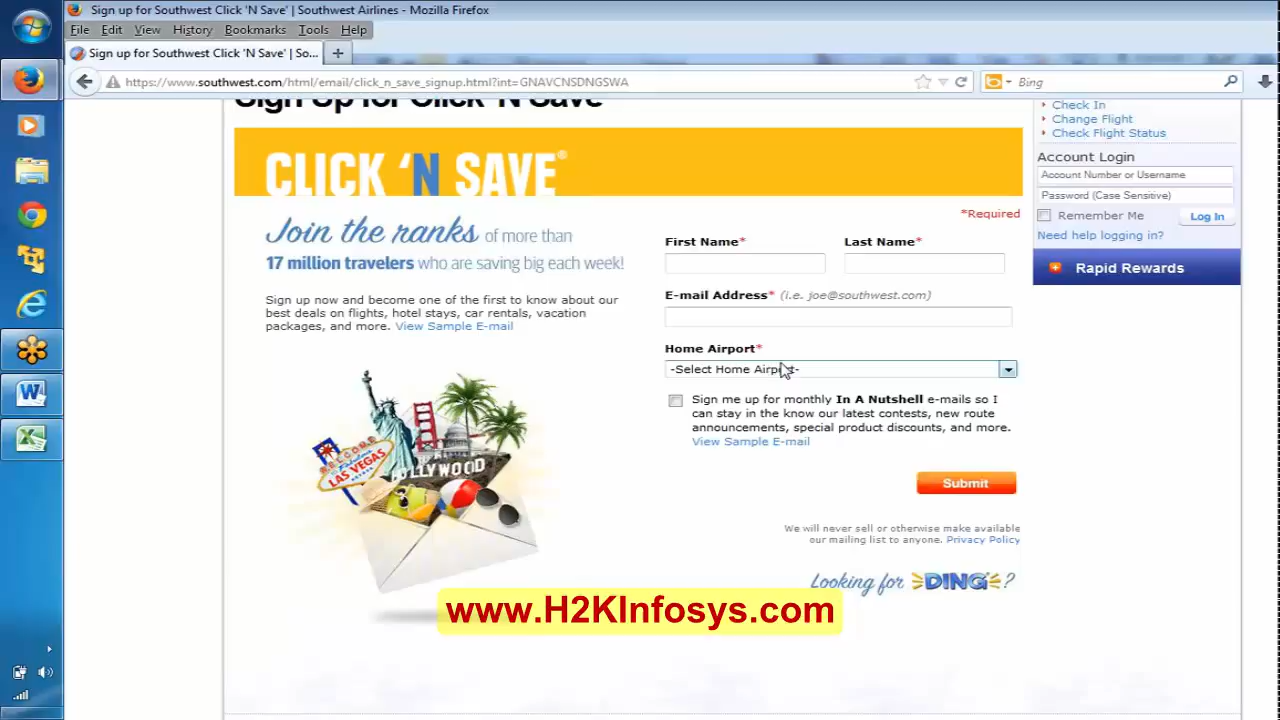 Sign up for Southwest Click 'N Save' | Southwest Airlines - Mozilla Firefox
File Edit View History Bookmarks Tools Help
Sign up for Southwest Click 'N Save' | So... +
https://www.southwest.com/html/email/click_n_save_signup.html?int=GNAVCNSDNGSWA
Bing
Sign Up for Click 'N Save
CLICK 'N SAVE®
Join the ranks of more than
17 million travelers who are saving big each week!
Sign up now and become one of the first to know about our
best deals on flights, hotel stays, car rentals, vacation
packages, and more. View Sample E-mail
WELCOME
Fabulous
LAS VEGAS
HOLLYWOOD
*Required
First Name* Last Name*
E-mail Address* (i.e. joe@southwest.com)
Home Airport*
-Select Home Airport-
Sign me up for monthly In A Nutshell e-mails so I
can stay in the know our latest contests, new route
announcements, special product discounts, and more.
View Sample E-mail
Submit
We will never sell or otherwise make available
our mailing list to anyone. Privacy Policy
Looking for DING ?
Check In
Change Flight
Check Flight Status
Account Login
Account Number or Username
Password (Case Sensitive)
Remember Me Log In
Need help logging in?
Rapid Rewards
www.H2KInfosys.com